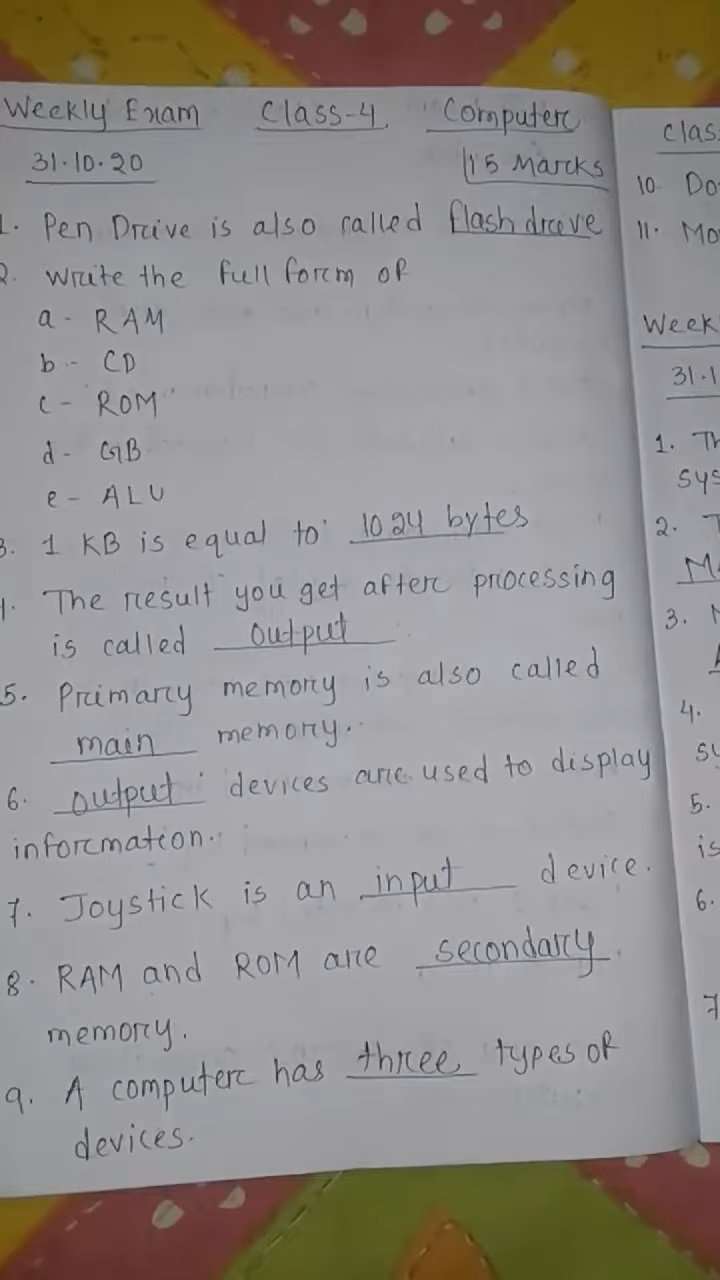 Weekly Exam Class-4 Computer
31.10.20 15 Marks
1. Pen Drive is also called flash drive
2. Write the full form of
a - RAM
b - CD
c - ROM
d - GB
e - ALU
3. 1 KB is equal to 1024 bytes
4. The result you get after processing
is called output
5. Primary memory is also called
main memory.
6. output devices are used to display
information.
7. Joystick is an input device.
8. RAM and ROM are secondary
memory.
9. A computer has three types of
devices.
Clas
10. Do
11. Mo
Week
31.1
1. Th
sys
2. T
M
3.
4.
5.
is
6.
7